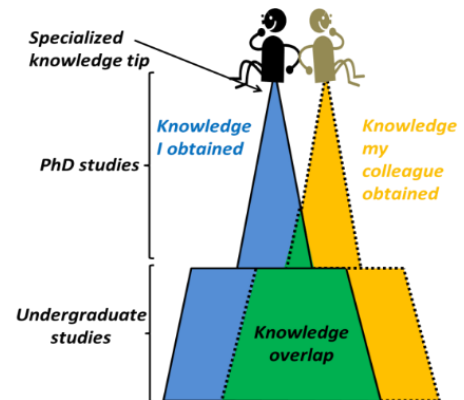 Specialized
knowledge tip
Knowledge
I obtained
Knowledge
my
colleague
obtained
PhD studies
Undergraduate
studies
Knowledge
overlap